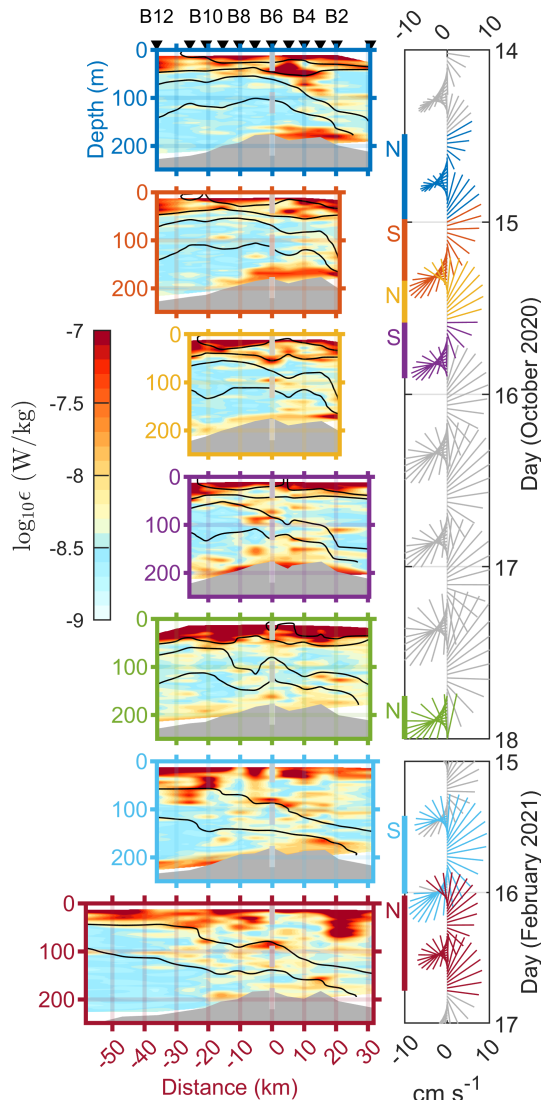 B12 B10 B8 B6 B4 B2
-10 0 10
Depth (m)
0
100
200
0
100
200
0
100
200
0
100
200
0
100
200
0
100
200
0
100
200
-50 -40 -30 -20 -10 0 10 20 30
Distance (km)
-7
-7.5
-8
-8.5
-9
log₁₀ϵ (W/kg)
N
S
N
S
N
S
N
14
15
16
17
18
Day (October 2020)
15
16
17
Day (February 2021)
-10 0 10
cm s⁻¹